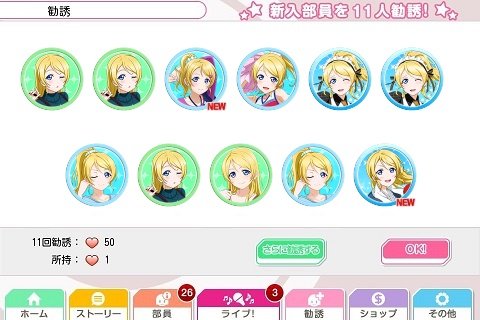 勧誘
新入部員を11人勧誘!
NEW
NEW
11回勧誘: 50
所持: 1
さらに勧誘する
OK!
26
3
ホーム
ストーリー
部員
ライブ!
勧誘
ショップ
その他